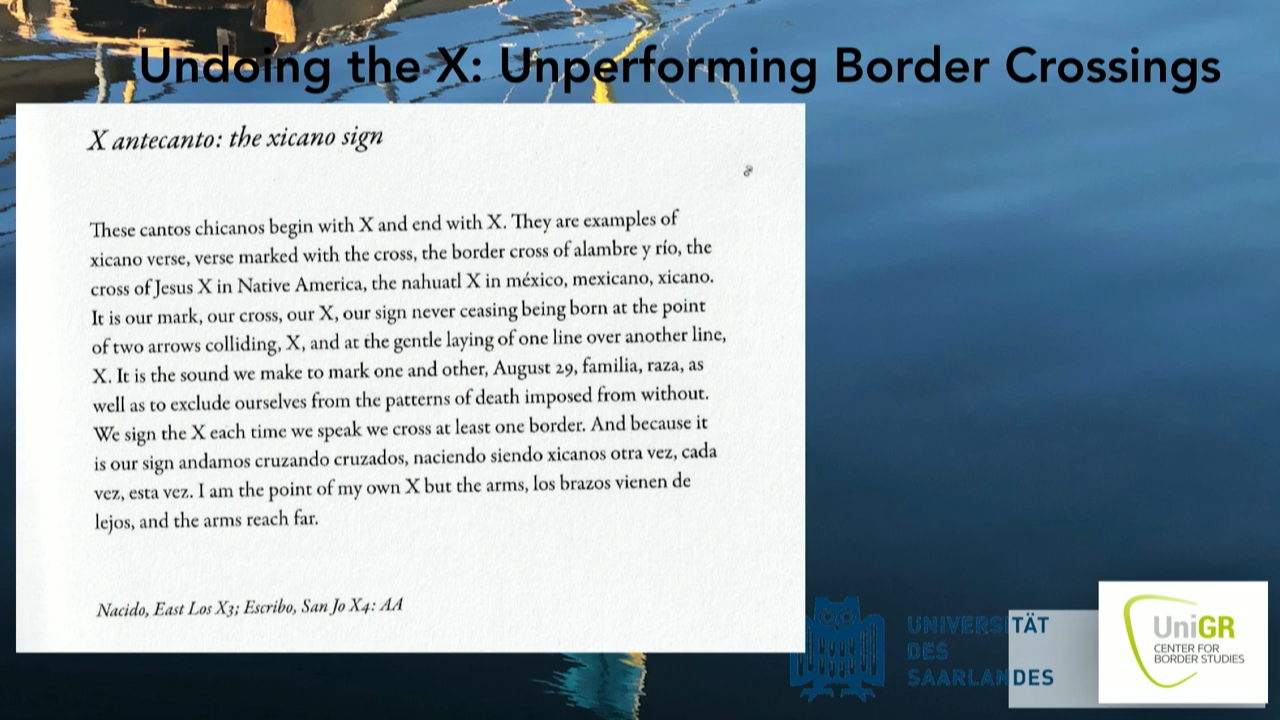 Undoing the X: Unperforming Border Crossings
X antecanto: the xicano sign
These cantos chicanos begin with X and end with X. They are examples of
xicano verse, verse marked with the cross, the border cross of alambre y río, the
cross of Jesus X in Native America, the nahuatl X in méxico, mexicano, xicano.
It is our mark, our cross, our X, our sign never ceasing being born at the point
of two arrows colliding, X, and at the gentle laying of one line over another line,
X. It is the sound we make to mark one and other, August 29, familia, raza, as
well as to exclude ourselves from the patterns of death imposed from without.
We sign the X each time we speak we cross at least one border. And because it
is our sign andamos cruzando cruzados, naciendo siendo xicanos otra vez, cada
vez, esta vez. I am the point of my own X but the arms, los brazos vienen de
lejos, and the arms reach far.
Nacido, East Los X3; Escribo, San Jo X4: AA
UNIVERSITÄT
DES
SAARLANDES
UniGR
CENTER FOR
BORDER STUDIES